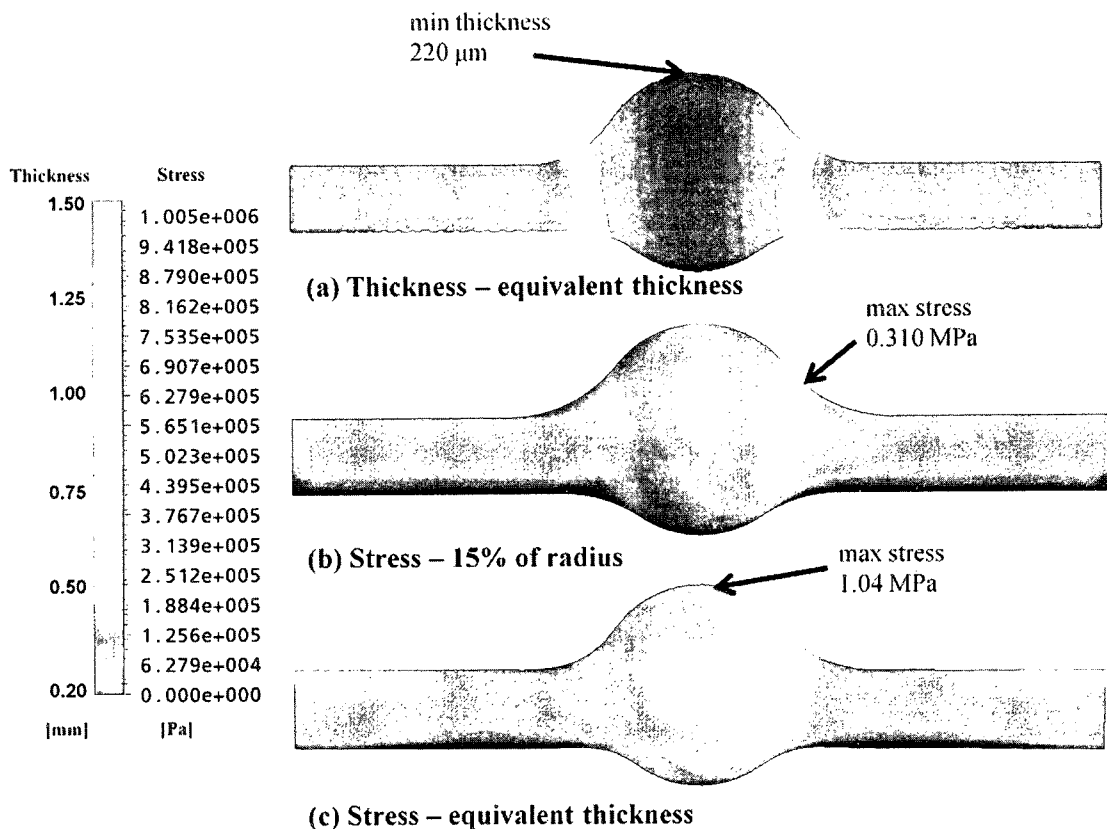 min thickness
220 μm
Thickness
Stress
1.50
1.25
1.00
0.75
0.50
0.20
[mm]
1.005e+006
9.418e+005
8.790e+005
8.162e+005
7.535e+005
6.907e+005
6.279e+005
5.651e+005
5.023e+005
4.395e+005
3.767e+005
3.139e+005
2.512e+005
1.884e+005
1.256e+005
6.279e+004
0.000e+000
[Pa]
(a) Thickness – equivalent thickness
max stress
0.310 MPa
(b) Stress – 15% of radius
max stress
1.04 MPa
(c) Stress – equivalent thickness